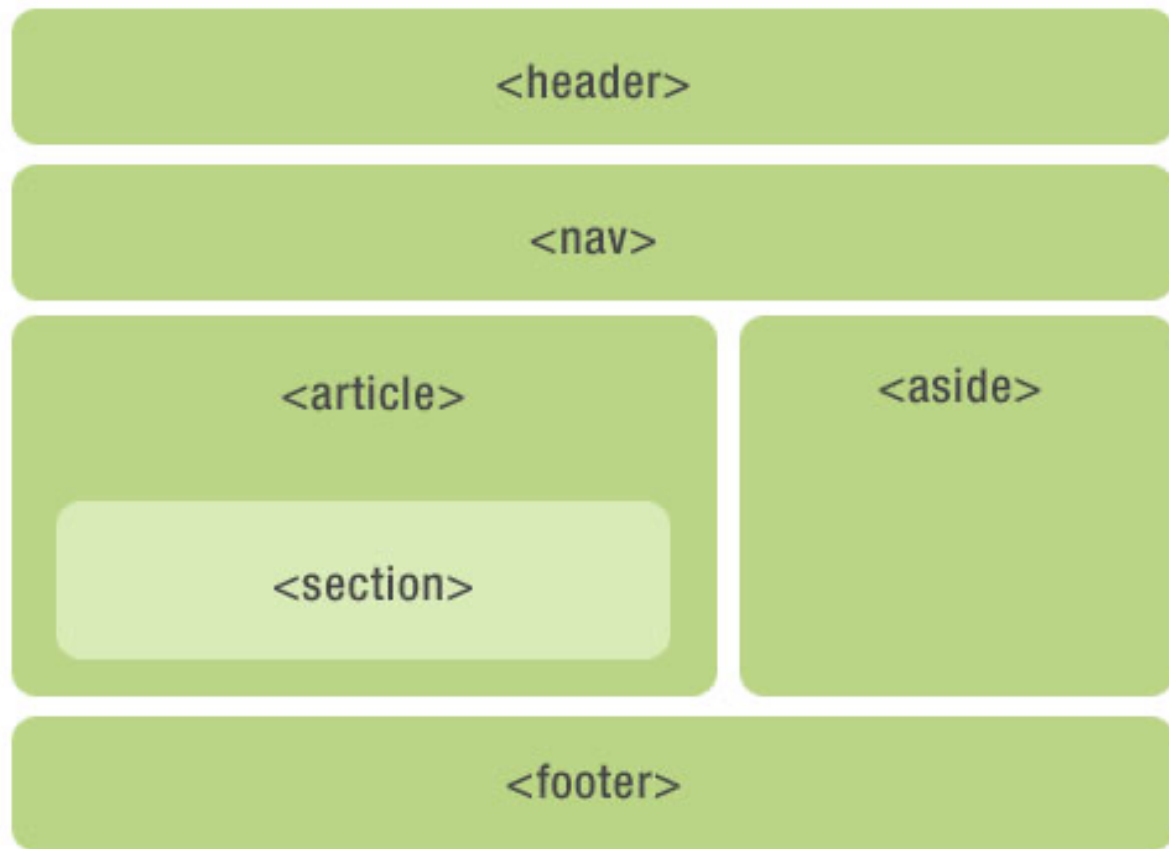 <header>
<nav>
<article>
<aside>
<section>
<footer>